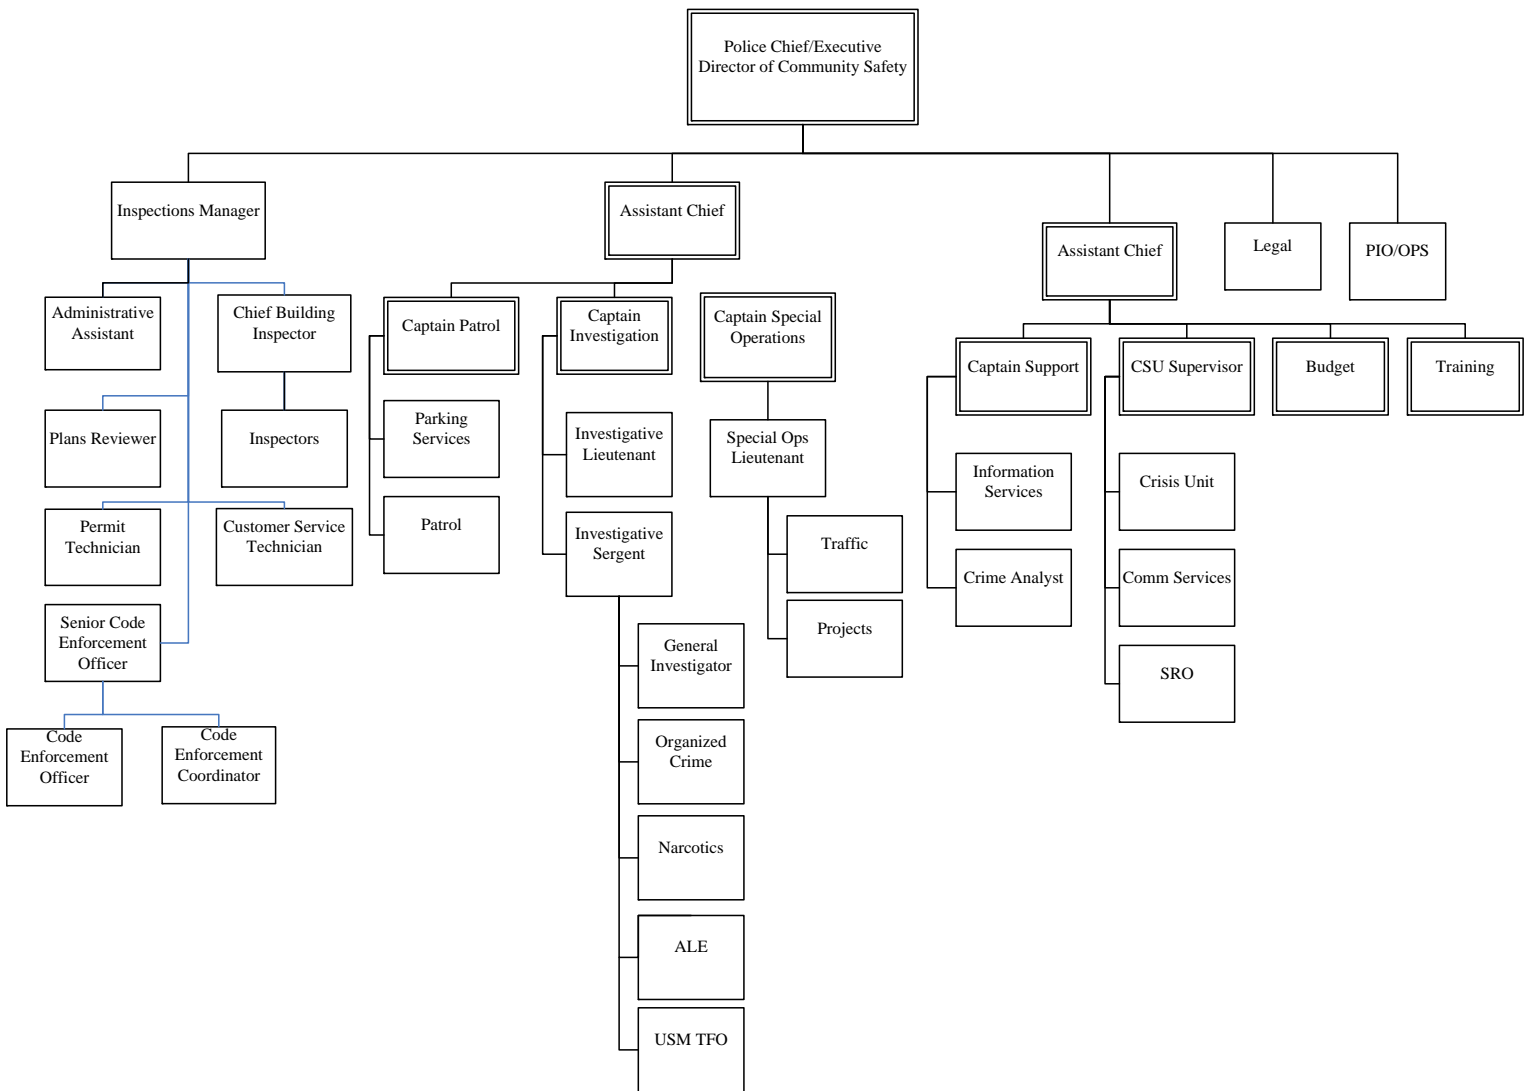 Police Chief/Executive
Director of Community Safety
Inspections Manager
Assistant Chief
Assistant Chief
Legal
PIO/OPS
Administrative
Assistant
Chief Building
Inspector
Captain Patrol
Captain
Investigation
Captain Special
Operations
Captain Support
CSU Supervisor
Budget
Training
Plans Reviewer
Inspectors
Parking
Services
Investigative
Lieutenant
Special Ops
Lieutenant
Information
Services
Crisis Unit
Permit
Technician
Customer Service
Technician
Patrol
Investigative
Sergent
Traffic
Crime Analyst
Comm Services
Senior Code
Enforcement
Officer
General
Investigator
Projects
SRO
Code
Enforcement
Officer
Code
Enforcement
Coordinator
Organized
Crime
Narcotics
ALE
USM TFO